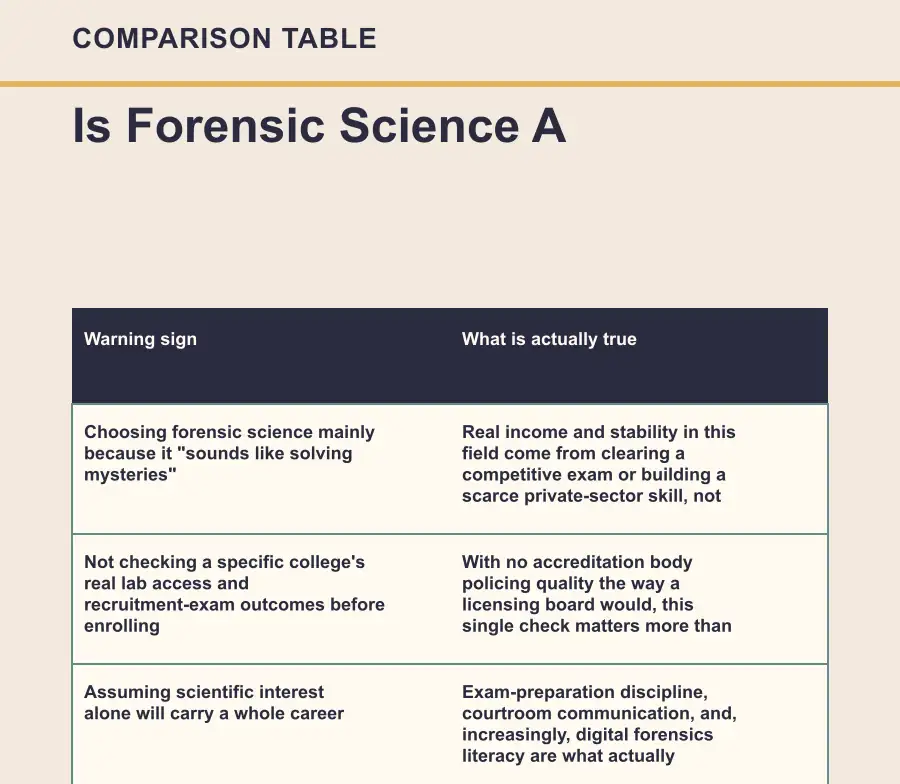 COMPARISON TABLE
Is Forensic Science A
Warning sign
What is actually true
Choosing forensic science mainly
because it "sounds like solving
mysteries"
Real income and stability in this
field come from clearing a
competitive exam or building a
scarce private-sector skill, not
Not checking a specific college's
real lab access and
recruitment-exam outcomes before
enrolling
With no accreditation body
policing quality the way a
licensing board would, this
single check matters more than
Assuming scientific interest
alone will carry a whole career
Exam-preparation discipline,
courtroom communication, and,
increasingly, digital forensics
literacy are what actually